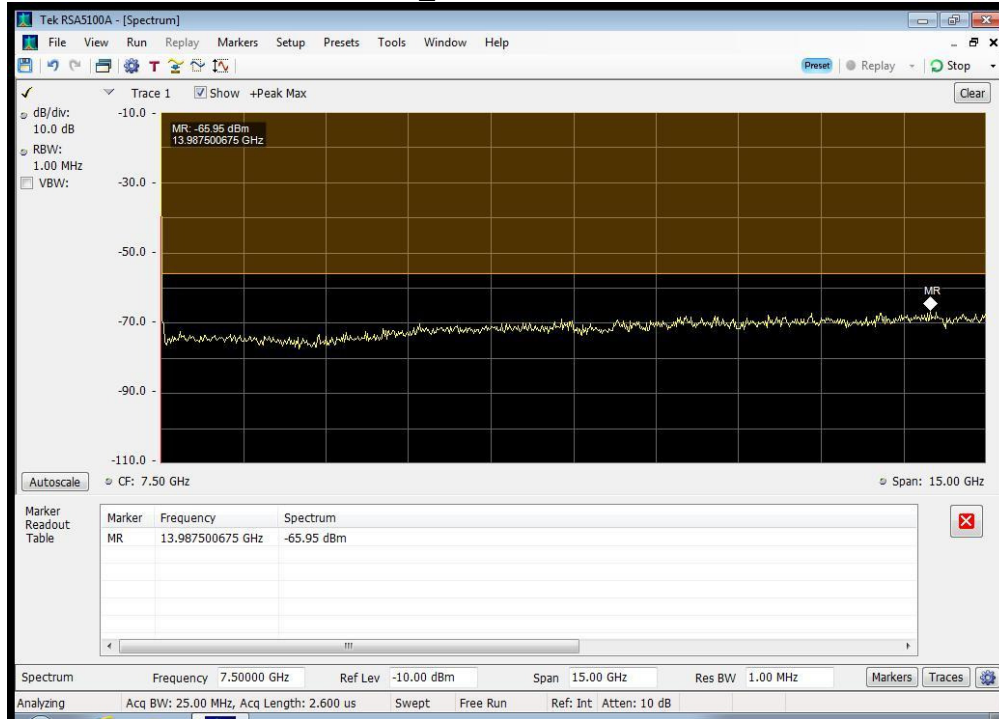 Tek RSA5100A - [Spectrum]
File View Run Replay Markers Setup Presets Tools Window Help
T Preset Replay Stop
Trace 1 Show +Peak Max Clear
dB/div:
10.0 dB
RBW:
1.00 MHz
VBW:
-10.0
-30.0
-50.0
-70.0
-90.0
-110.0
MR: -65.95 dBm
13.987500675 GHz
MR
Autoscale CF: 7.50 GHz Span: 15.00 GHz
Marker
Readout
Table
Marker Frequency Spectrum
MR 13.987500675 GHz -65.95 dBm
Spectrum Frequency 7.50000 GHz Ref Lev -10.00 dBm Span 15.00 GHz Res BW 1.00 MHz Markers Traces
Analyzing Acq BW: 25.00 MHz, Acq Length: 2.600 us Swept Free Run Ref: Int Atten: 10 dB